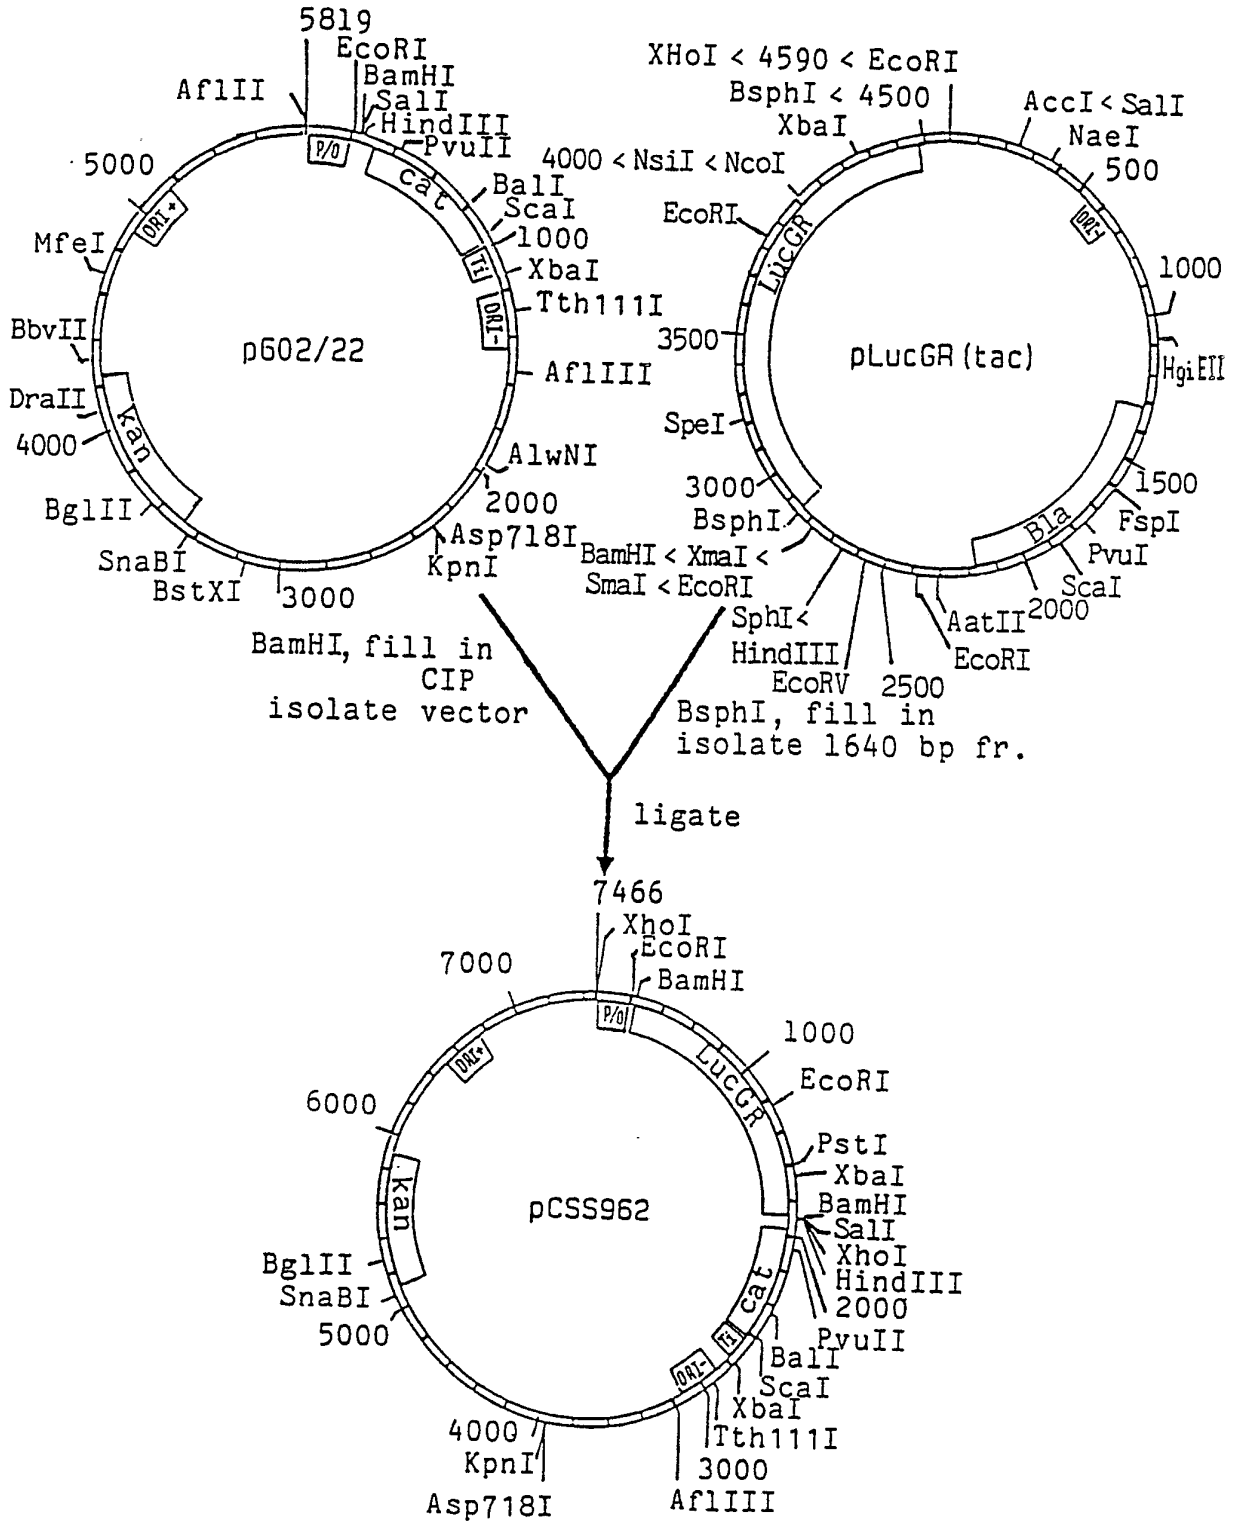 5819
EcoRI
BamHI
SalI
HindIII
PvuII
AflII
P/O
cat
5000
ORI+
BalI
ScaI
1000
XbaI
Ti
Tth111I
ORI-
MfeI
BbvII
p602/22
AflIII
DraII
4000
kan
AlwNI
2000
BglII
Asp718I
KpnI
SnaBI
BstXI
3000
XHoI < 4590 < EcoRI
BsphI < 4500
XbaI
AccI < SalI
NaeI
500
4000 < NsiI < NcoI
EcoRI
ORI-
LucGR
1000
3500
pLucGR(tac)
HgiEII
SpeI
3000
1500
BsphI
FspI
Bla
PvuI
BamHI < XmaI <
SmaI < EcoRI
ScaI
2000
SphI<
HindIII
AatII
EcoRI
EcoRV
2500
BamHI, fill in
CIP
isolate vector
BsphI, fill in
isolate 1640 bp fr.
ligate
7466
XhoI
EcoRI
BamHI
7000
P/O
ORI+
LucGR
1000
EcoRI
6000
PstI
XbaI
kan
pCSS962
BamHI
SalI
XhoI
HindIII
2000
PvuII
BglII
SnaBI
5000
cat
Ti
BalI
ScaI
ORI-
XbaI
Tth111I
4000
KpnI
3000
Asp718I
AflIII